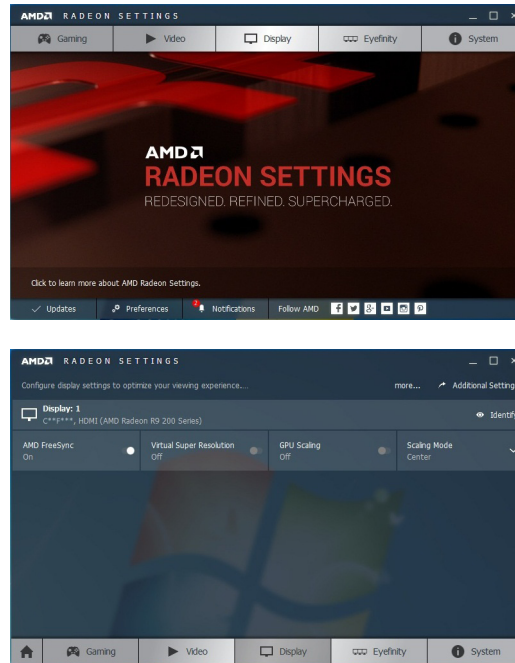 AMD RADEON SETTINGS
Gaming Video Display Eyefinity System
AMD
RADEON SETTINGS
REDESIGNED. REFINED. SUPERCHARGED.
Click to learn more about AMD Radeon Settings.
Updates Preferences 2 Notifications Follow AMD
AMD RADEON SETTINGS
Configure display settings to optimize your viewing experience.... more... Additional Setting
Display: 1
C**F***, HDMI (AMD Radeon R9 200 Series) Identify
AMD FreeSync Virtual Super Resolution GPU Scaling Scaling Mode
On Off Off Center
Gaming Video Display Eyefinity System